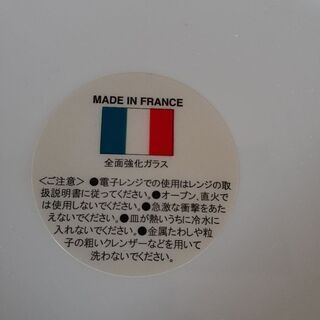 MADE IN FRANCE
全面強化ガラス
＜ご注意＞●電子レンジでの使用はレンジの取
扱説明書に従ってください。●オーブン、直火で
は使用しないでください。●急激な衝撃をあた
えないでください。●皿が熱いうちに冷水に
入れないでください。●金属たわしや粒
子の粗いクレンザーなどを用いて
洗わないでください。